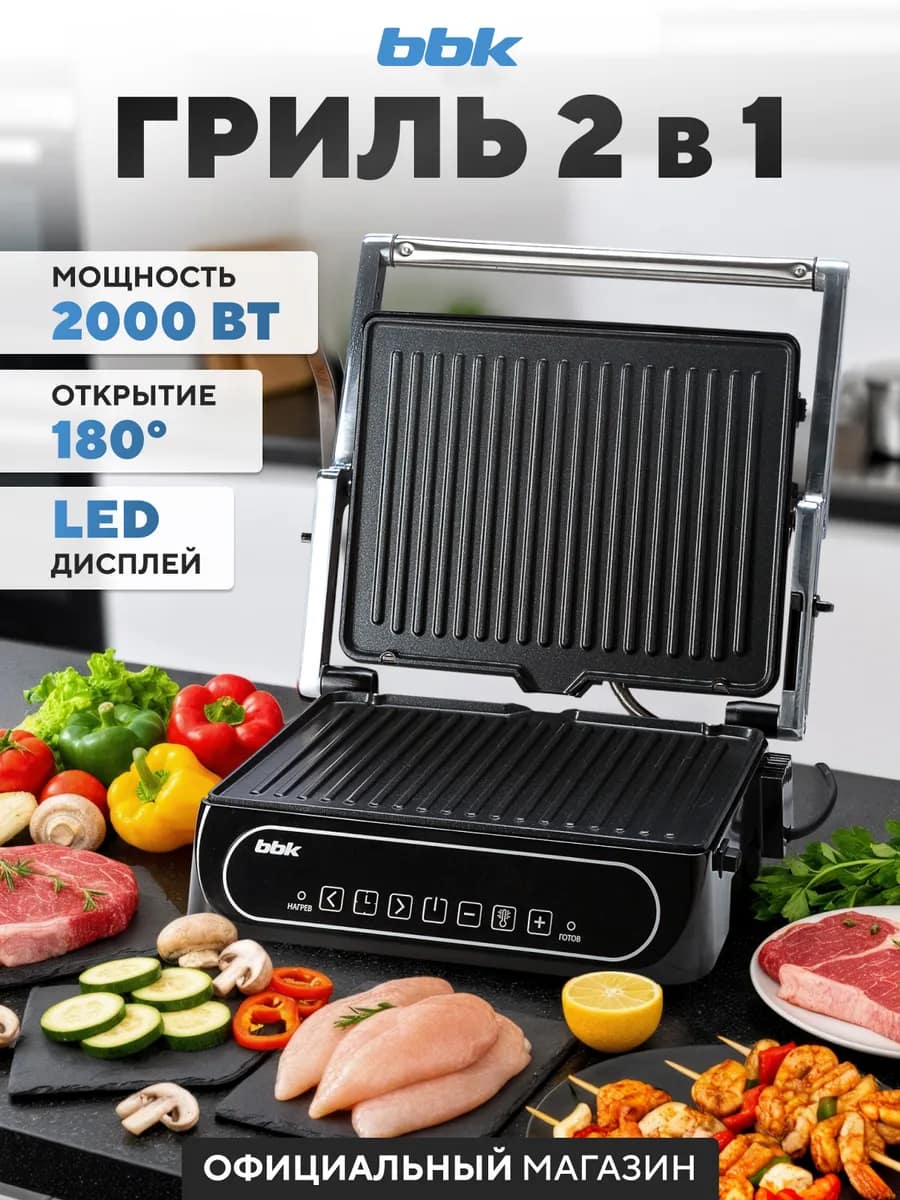 bbk
ГРИЛЬ 2 в 1
МОЩНОСТЬ
2000 ВТ
ОТКРЫТИЕ
180°
LED
ДИСПЛЕЙ
bbk
НАГРЕВ
ГОТОВ
ОФИЦИАЛЬНЫЙ МАГАЗИН